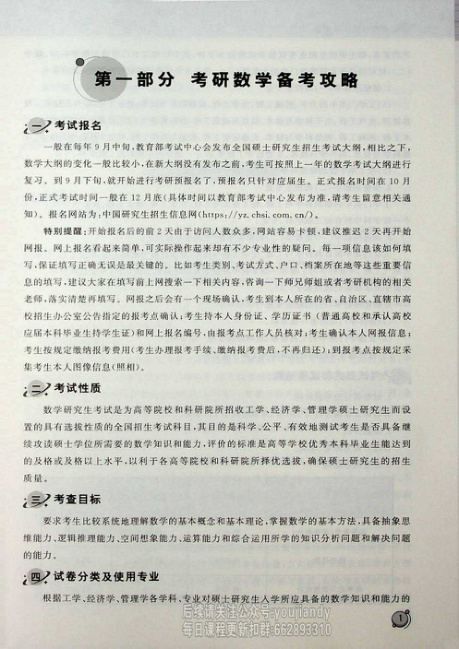 第一部分 考研数学备考攻略
一 考试报名
一般在每年9月中旬,教育部考试中心会发布全国硕士研究生招生考试大纲,相比之下,
数学大纲的变化一般比较小,在新大纲没有发布之前,考生可按照上一年的数学考试大纲进行
复习。到9月下旬,就开始进行考研预报名了,预报名只针对应届生。正式报名时间在10月
份,正式考试时间一般在12月底(具体时间以教育部考试中心发布为准,请考生留意相关通
知)。报名网站为:中国研究生招生信息网(https://yz.chsi.com.cn/)。
特别提醒:开始报名后的前2天由于访问人数众多,网站容易卡顿,建议推迟2天再开始
网报。网上报名看起来简单,可实际操作起来却有不少专业性的疑问。每一项信息该如何填
写,保证填写正确无误是最关键的。比如考生类别、考试方式、户口、档案所在地等这些重要信
息的填写,建议大家在填写前上网搜索一下相关内容,咨询一下师兄师姐或者考研机构的相关
老师,落实清楚再填写。网报之后会有一个现场确认,考生到本人所在的省、自治区、直辖市高
校招生办公室公告指定的报考点确认;考生持本人身份证、学历证书(普通高校和承认高校
应届本科毕业生持学生证)和网上报名编号,由报考点工作人员核对;考生确认本人网报信息;
考生按规定缴纳报考费用(考生办理报考手续、缴纳报考费后,不再归还);到报考点按规定采
集考生本人图像信息(照相)。
二 考试性质
数学研究生考试是为高等院校和科研院所招收工学、经济学、管理学硕士研究生而设
置的具有选拔性质的全国招生考试科目,其目的是科学、公平、有效地测试考生是否具备继
续攻读硕士学位所需要的数学知识和能力,评价的标准是高等学校优秀本科毕业生能达到
的及格或及格以上水平,以利于各高等院校和科研院所择优选拔,确保硕士研究生的招生
质量。
三 考查目标
要求考生比较系统地理解数学的基本概念和基本理论,掌握数学的基本方法,具备抽象思
维能力、逻辑推理能力、空间想象能力、运算能力和综合运用所学的知识分析问题和解决问题
的能力。
四 试卷分类及使用专业
根据工学、经济学、管理学各学科、专业对硕士研究生入学所应具备的数学知识和能力的
后续请关注公众号-youjiandy
每日课程更新扣群:662893310
1